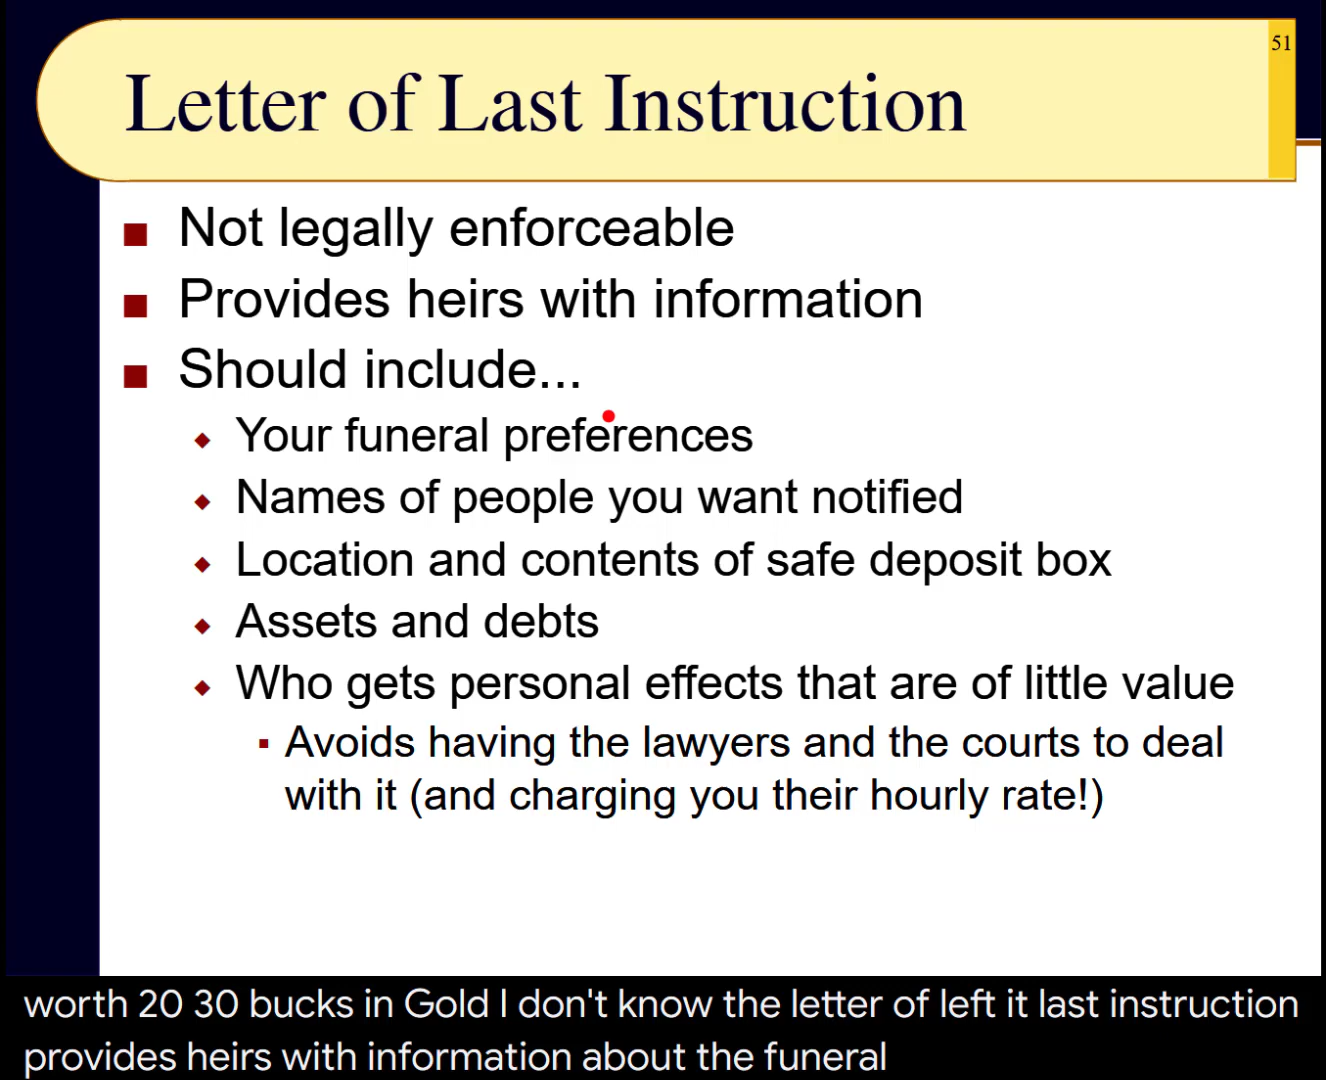 51
Letter of Last Instruction
Not legally enforceable
Provides heirs with information
Should include...
Your funeral preferences
Names of people you want notified
Location and contents of safe deposit box
Assets and debts
Who gets personal effects that are of little value
Avoids having the lawyers and the courts to deal
with it (and charging you their hourly rate!)
worth 20 30 bucks in Gold I don't know the letter of left it last instruction
provides heirs with information about the funeral